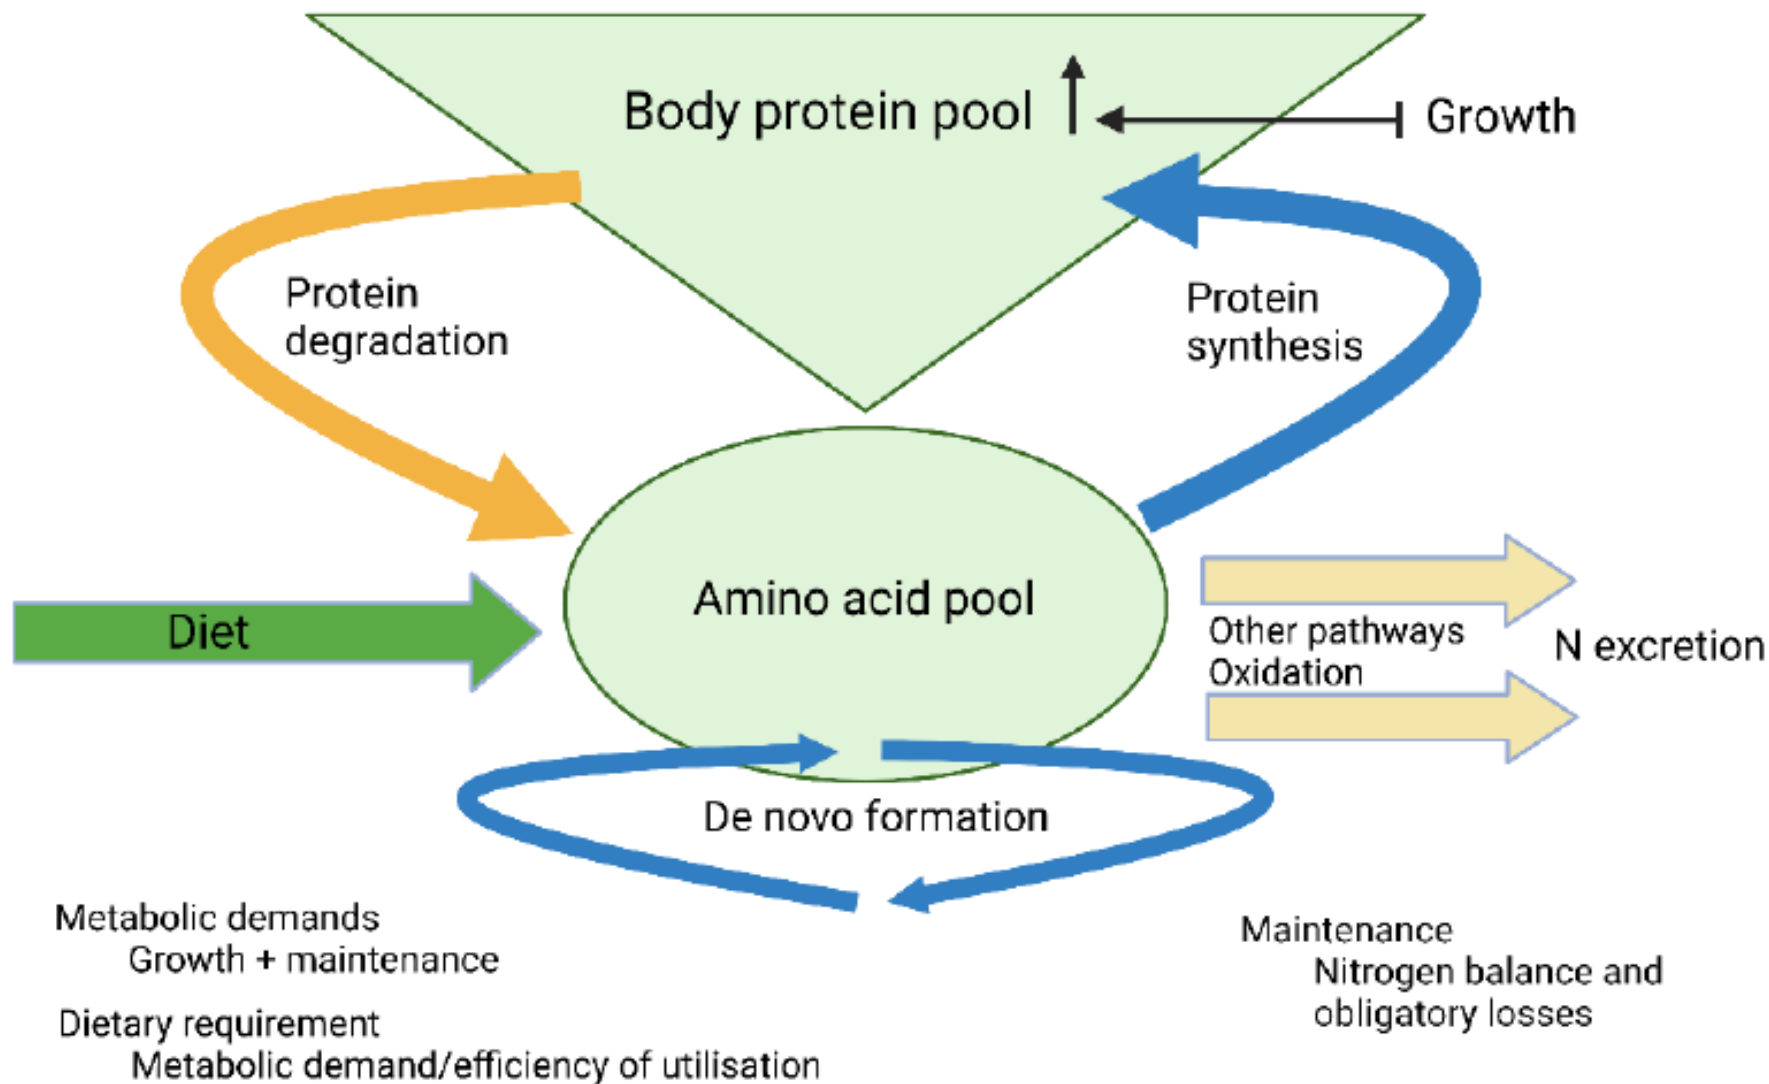 Body protein pool
Growth
Protein
degradation
Protein
synthesis
Amino acid pool
Diet
Other pathways
Oxidation
N excretion
De novo formation
Metabolic demands
Growth + maintenance
Dietary requirement
Metabolic demand/efficiency of utilisation
Maintenance
Nitrogen balance and
obligatory losses